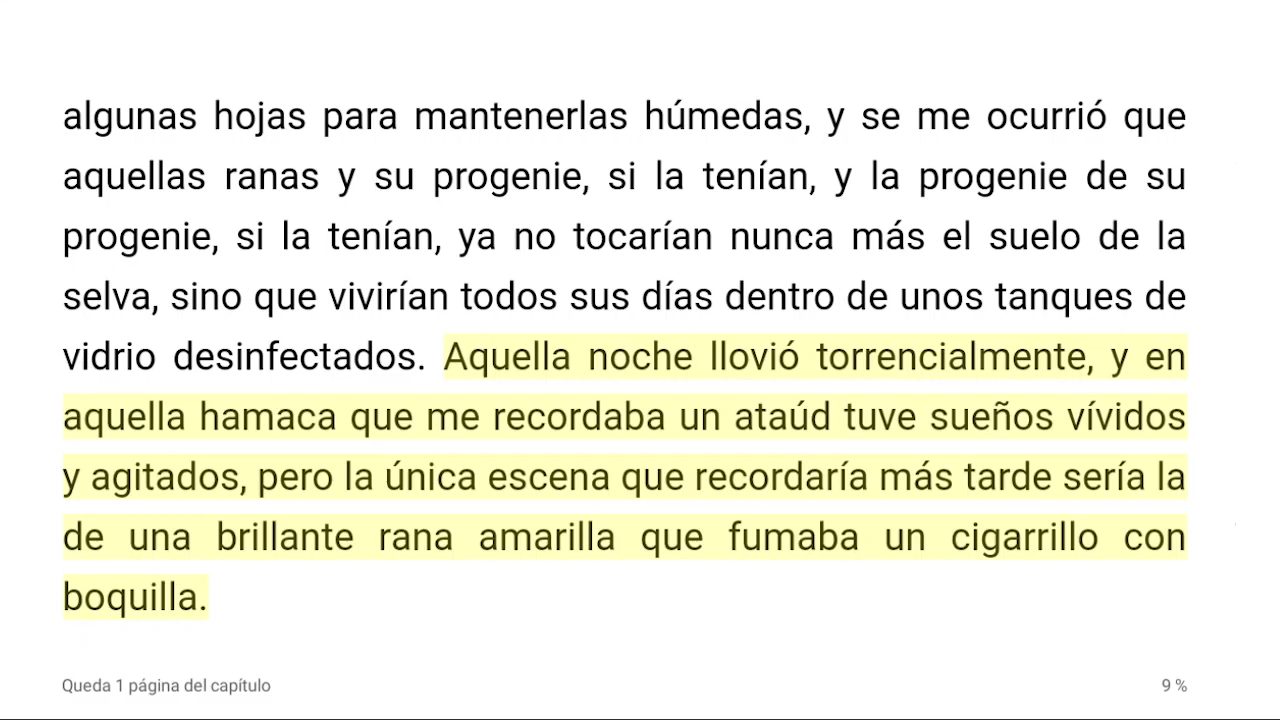 algunas hojas para mantenerlas húmedas, y se me ocurrió que
aquellas ranas y su progenie, si la tenían, y la progenie de su
progenie, si la tenían, ya no tocarían nunca más el suelo de la
selva, sino que vivirían todos sus días dentro de unos tanques de
vidrio desinfectados. Aquella noche llovió torrencialmente, y en
aquella hamaca que me recordaba un ataúd tuve sueños vívidos
y agitados, pero la única escena que recordaría más tarde sería la
de una brillante rana amarilla que fumaba un cigarrillo con
boquilla.
Queda 1 página del capítulo
9 %